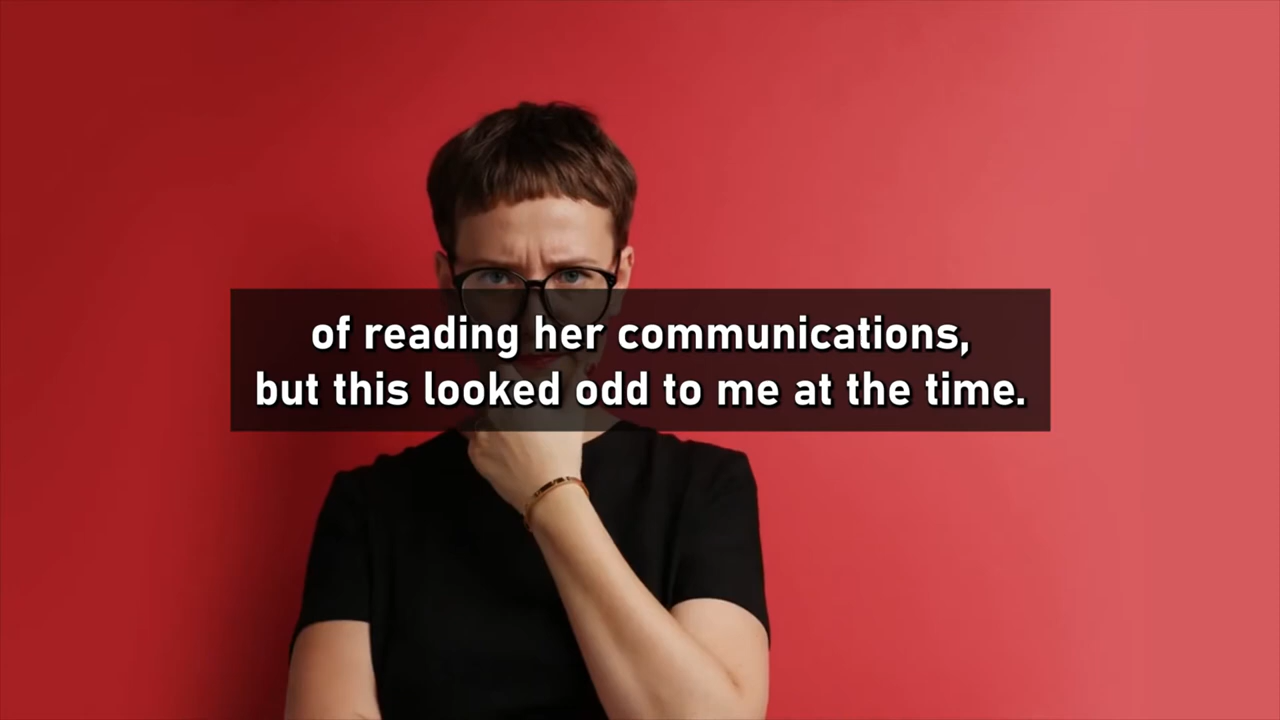 of reading her communications,
but this looked odd to me at the time.